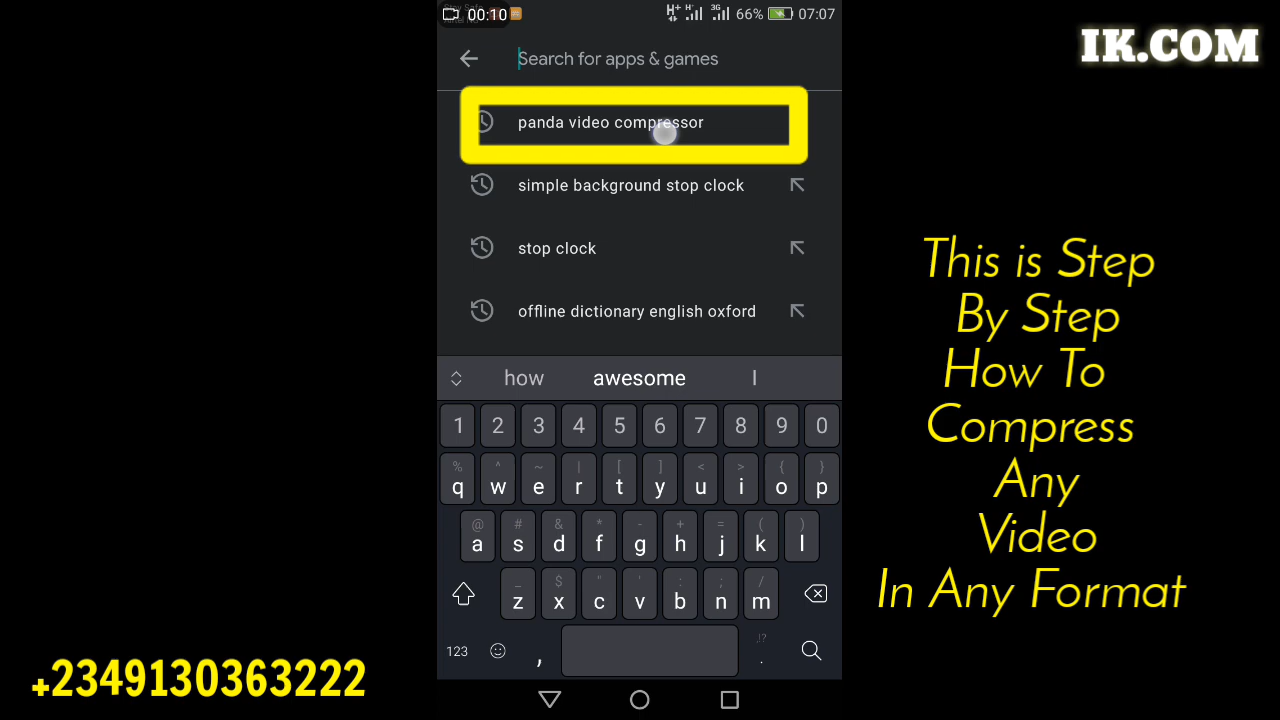 00:10
H+ H+ 3G 66% 07:07
IK.COM
Search for apps & games
panda video compressor
simple background stop clock
stop clock
offline dictionary english oxford
how awesome I
1 2 3 4 5 6 7 8 9 0
% ^ ~ | [ ] < > { }
q w e r t y u i o p
@ # & * - + = ( )
a s d f g h j k l
_ $ " ' : ; /
z x c v b n m
,!?
123 , .
This is Step
By Step
How To
Compress
Any
Video
In Any Format
+2349130363222